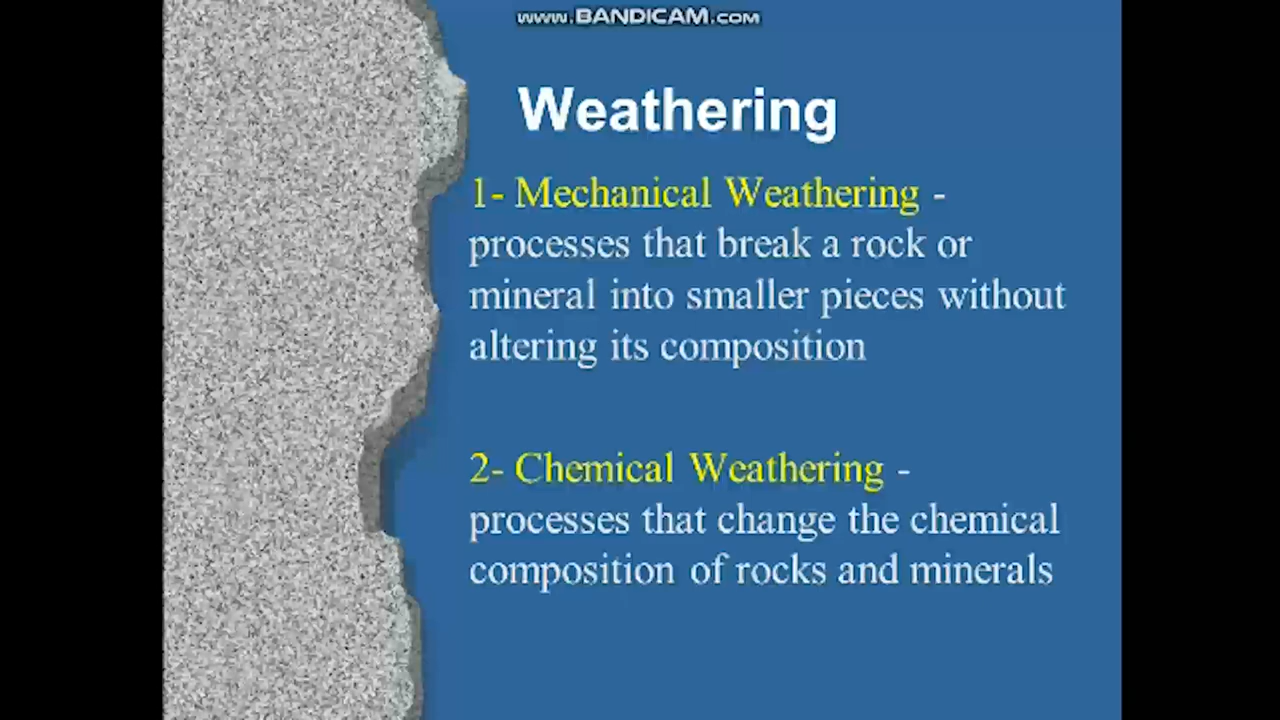 www.BANDICAM.com
Weathering
1- Mechanical Weathering -
processes that break a rock or
mineral into smaller pieces without
altering its composition
2- Chemical Weathering -
processes that change the chemical
composition of rocks and minerals